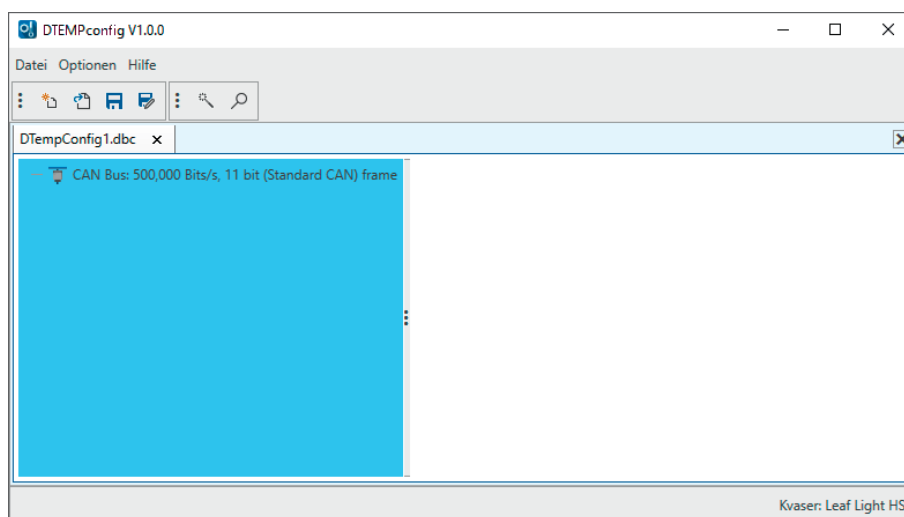 DTEMPconfig V1.0.0
Datei Optionen Hilfe
DTempConfig1.dbc
CAN Bus: 500,000 Bits/s, 11 bit (Standard CAN) frame
Kvaser: Leaf Light HS